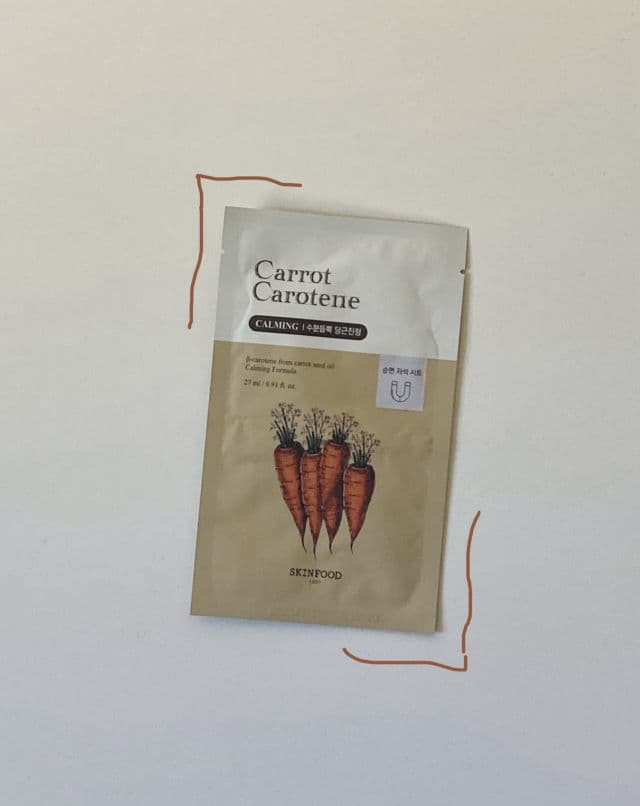 Carrot
Carotene
CALMING | 수분듬뿍 당근진정
β-carotene from carrot seed oil
Calming Formula
27 ml / 0.91 fl. oz.
순면 자석 시트
SKINFOOD
1957